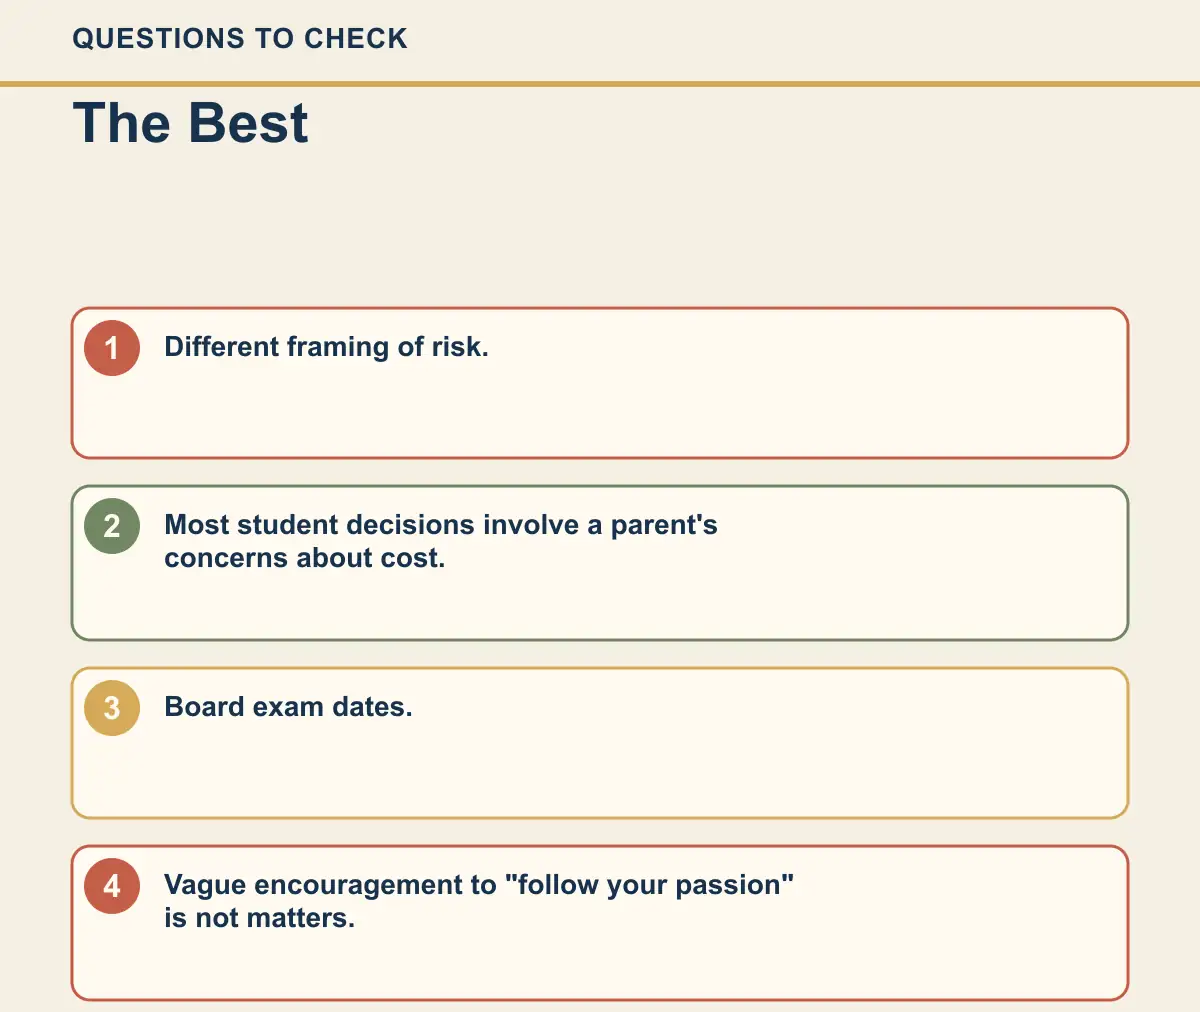 QUESTIONS TO CHECK
The Best
1
Different framing of risk.
2
Most student decisions involve a parent's
concerns about cost.
3
Board exam dates.
4
Vague encouragement to "follow your passion"
is not matters.